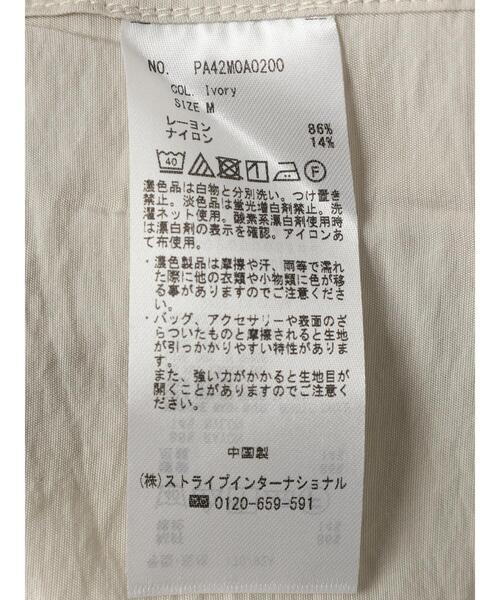 NO. PA42M0A0200
COL. Ivory
SIZE M
レーヨン 86%
ナイロン 14%
40 F
濃色品は白物と分別洗い。つけ置き
禁止。淡色品は蛍光増白剤禁止。洗
濯ネット使用。酸素系漂白剤使用時
は漂白剤の表示を確認。アイロンあ
て布使用。
・濃色製品は摩擦や汗、雨等で濡れ
た際に他の衣類や小物類に色が移
る事がありますのでご注意くださ
い。
・バッグ、アクセサリーや表面のざ
らついたものと摩擦されると生地
が引っかかりやすい特性がありま
す。
また、強い力がかかると生地目が
開くことがありますのでご注意く
ださい。
中国製
(株)ストライプインターナショナル
0120-659-591